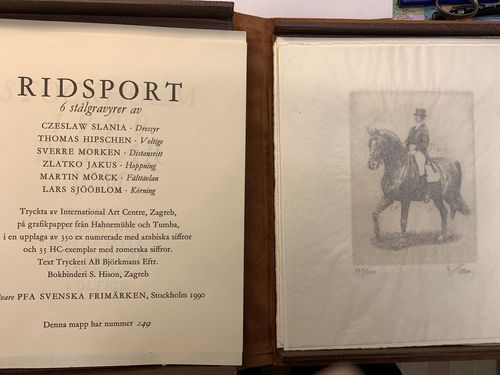 RIDSPORT
6 stålgravyrer av
CZESLAW SLANIA · Dressyr
THOMAS HIPSCHEN · Voltige
SVERRE MORKEN · Distansritt
ZLATKO JAKUS · Hoppning
MARTIN MÖRCK · Fälttävlan
LARS SJÖÖBLOM · Körning
Tryckta av International Art Centre, Zagreb,
på grafikpapper från Hahnemühle och Tumba,
i en upplaga av 350 ex numrerade med arabiska siffror
och 35 HC-exemplar med romerska siffror.
Text Tryckeri AB Björkmans Eftr.
Bokbinderi S. Hison, Zagreb
PFA SVENSKA FRIMÄRKEN, Stockholm 1990
Denna mapp har nummer 249